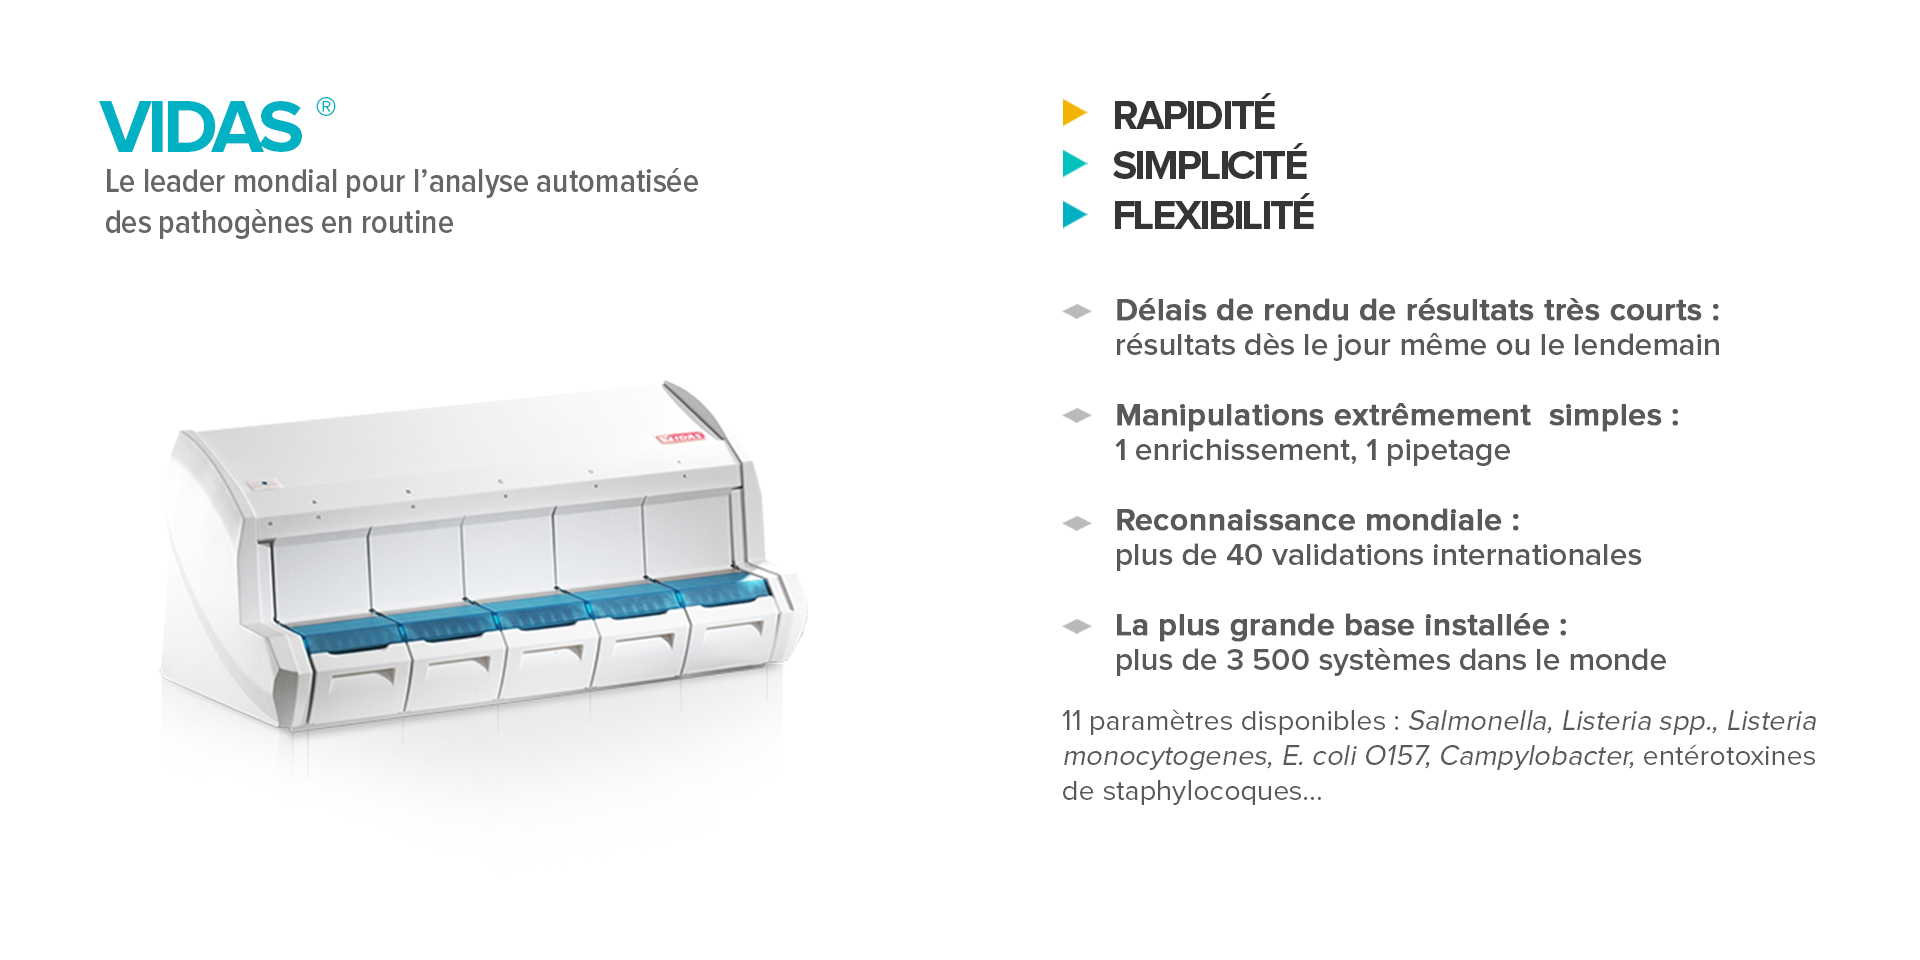 VIDAS ®
Le leader mondial pour l’analyse automatisée
des pathogènes en routine
VIDAS
RAPIDITÉ
SIMPLICITÉ
FLEXIBILITÉ
Délais de rendu de résultats très courts :
résultats dès le jour même ou le lendemain
Manipulations extrêmement simples :
1 enrichissement, 1 pipetage
Reconnaissance mondiale :
plus de 40 validations internationales
La plus grande base installée :
plus de 3 500 systèmes dans le monde
11 paramètres disponibles : Salmonella, Listeria spp., Listeria
monocytogenes, E. coli O157, Campylobacter, entérotoxines
de staphylocoques...